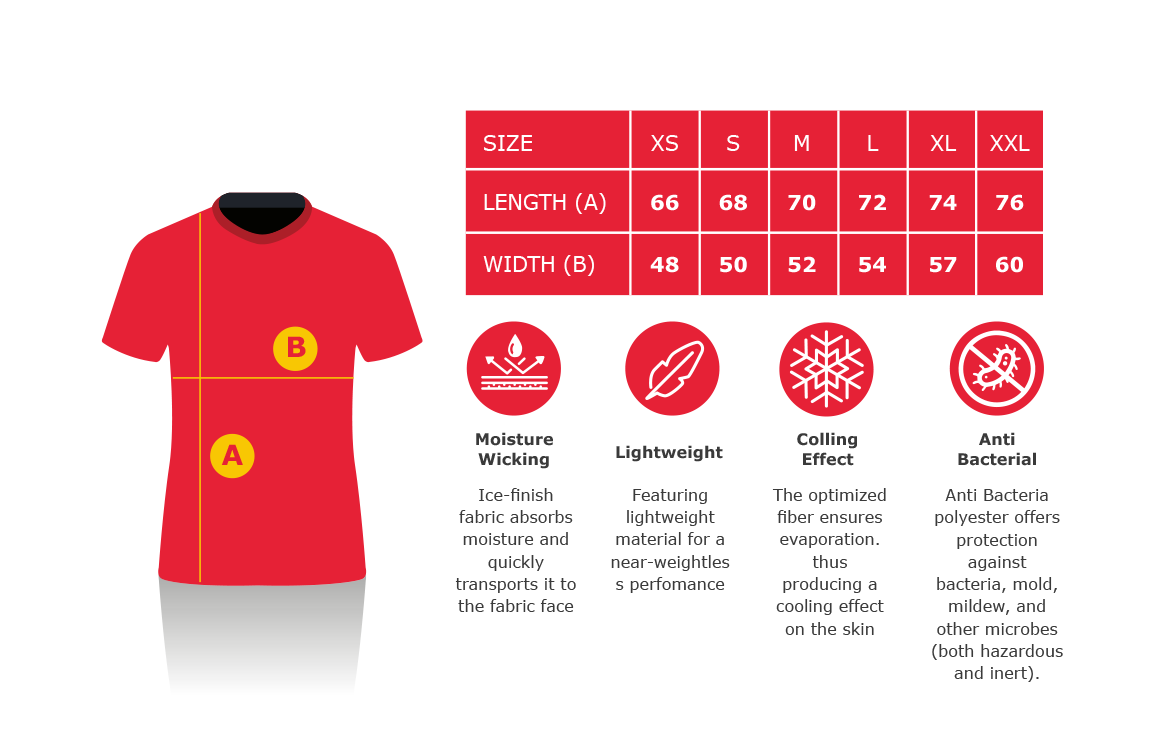 SIZE XS S M L XL XXL
LENGTH (A) 66 68 70 72 74 76
WIDTH (B) 48 50 52 54 57 60
B
A
Moisture
Wicking
Ice-finish
fabric absorbs
moisture and
quickly
transports it to
the fabric face
Lightweight
Featuring
lightweight
material for a
near-weightles
s perfomance
Colling
Effect
The optimized
fiber ensures
evaporation.
thus
producing a
cooling effect
on the skin
Anti
Bacterial
Anti Bacteria
polyester offers
protection
against
bacteria, mold,
mildew, and
other microbes
(both hazardous
and inert).